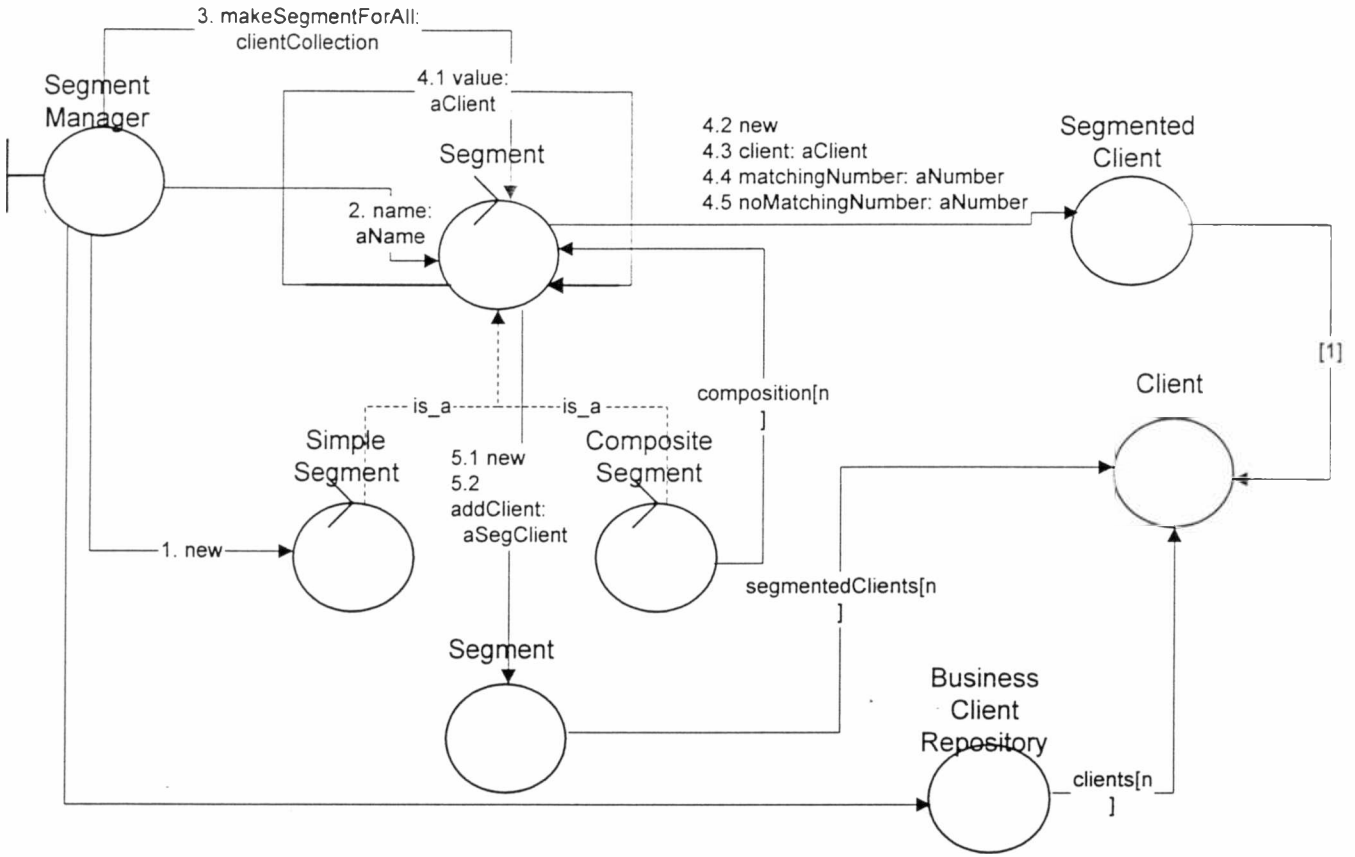 3. makeSegmentForAll:
clientCollection
Segment
Manager
4.1 value:
aClient
Segment
2. name:
aName
4.2 new
4.3 client: aClient
4.4 matchingNumber: aNumber
4.5 noMatchingNumber: aNumber
Segmented
Client
[1]
Client
composition[n
]
is_a
is_a
Simple
Segment
5.1 new
5.2
addClient:
aSegClient
Composite
Segment
1. new
segmentedClients[n
]
Segment
Business
Client
Repository
clients[n
]